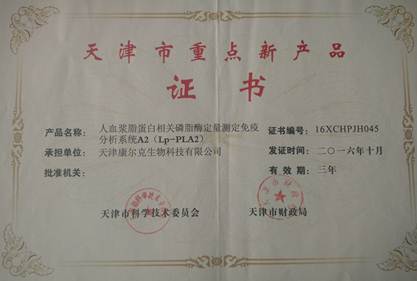 天津市重点新产品
证书
产品名称：人血浆脂蛋白相关磷脂酶定量测定免疫
分析系统A2（Lp-PLA2）
证书编号：16XCHPJH045
承担单位：天津康尔克生物科技有限公司
发证时间：二〇一六年十月
批准机关：
有效期：三年
天津市科学技术委员会
天津市财政局